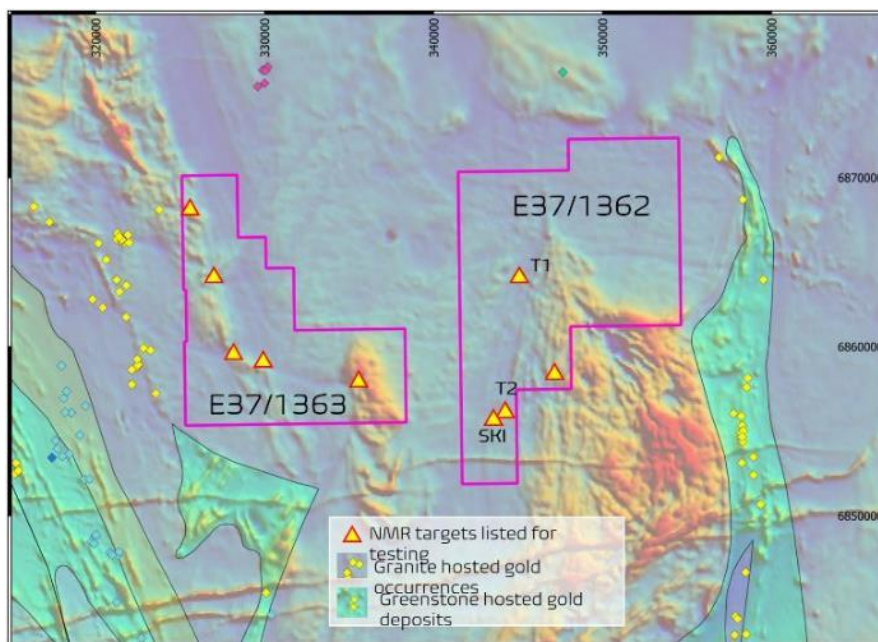 320000
330000
340000
350000
360000
6870000
E37/1362
T1
6860000
T2
E37/1363
SKI
6850000
NMR targets listed for
testing
Granite hosted gold
occurrences
Greenstone hosted gold
deposits